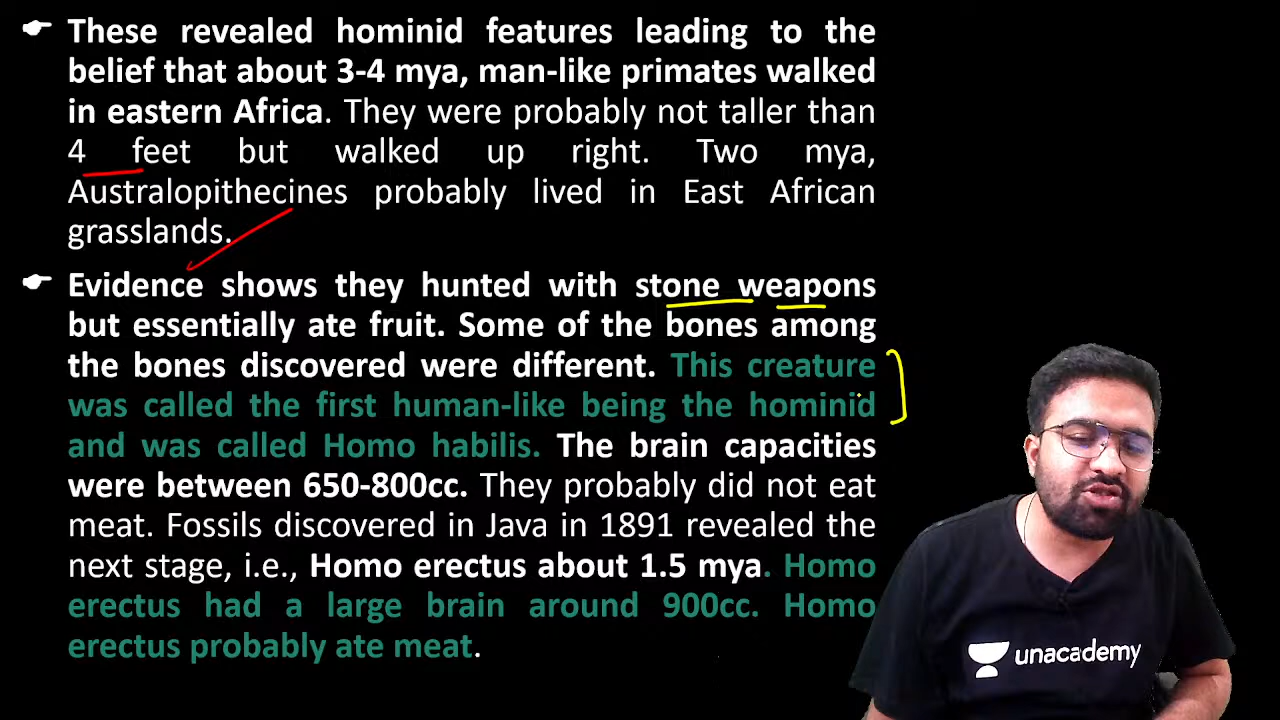 These revealed hominid features leading to the
belief that about 3-4 mya, man-like primates walked
in eastern Africa. They were probably not taller than
4 feet but walked up right. Two mya,
Australopithecines probably lived in East African
grasslands.
Evidence shows they hunted with stone weapons
but essentially ate fruit. Some of the bones among
the bones discovered were different. This creature
was called the first human-like being the hominid
and was called Homo habilis. The brain capacities
were between 650-800cc. They probably did not eat
meat. Fossils discovered in Java in 1891 revealed the
next stage, i.e., Homo erectus about 1.5 mya. Homo
erectus had a large brain around 900cc. Homo
erectus probably ate meat.
unacademy